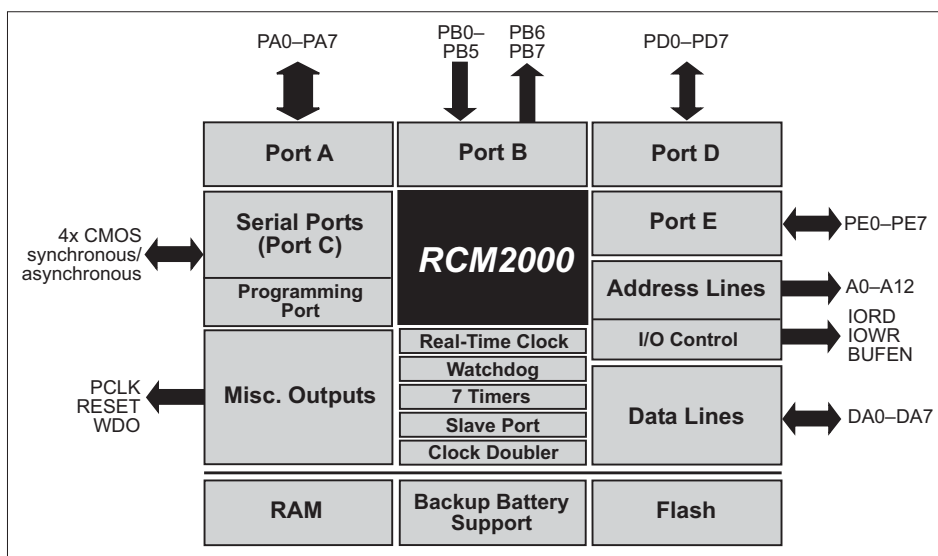 PA0–PA7
PB0–
PB5
PB6
PB7
PD0–PD7
Port A
Port B
Port D
4x CMOS
synchronous/
asynchronous
Serial Ports
(Port C)
Programming
Port
RCM2000
Port E
PE0–PE7
Address Lines
A0–A12
I/O Control
IORD
IOWR
BUFEN
Real-Time Clock
Watchdog
7 Timers
Slave Port
Clock Doubler
PCLK
RESET
WDO
Misc. Outputs
Data Lines
DA0–DA7
RAM
Backup Battery
Support
Flash